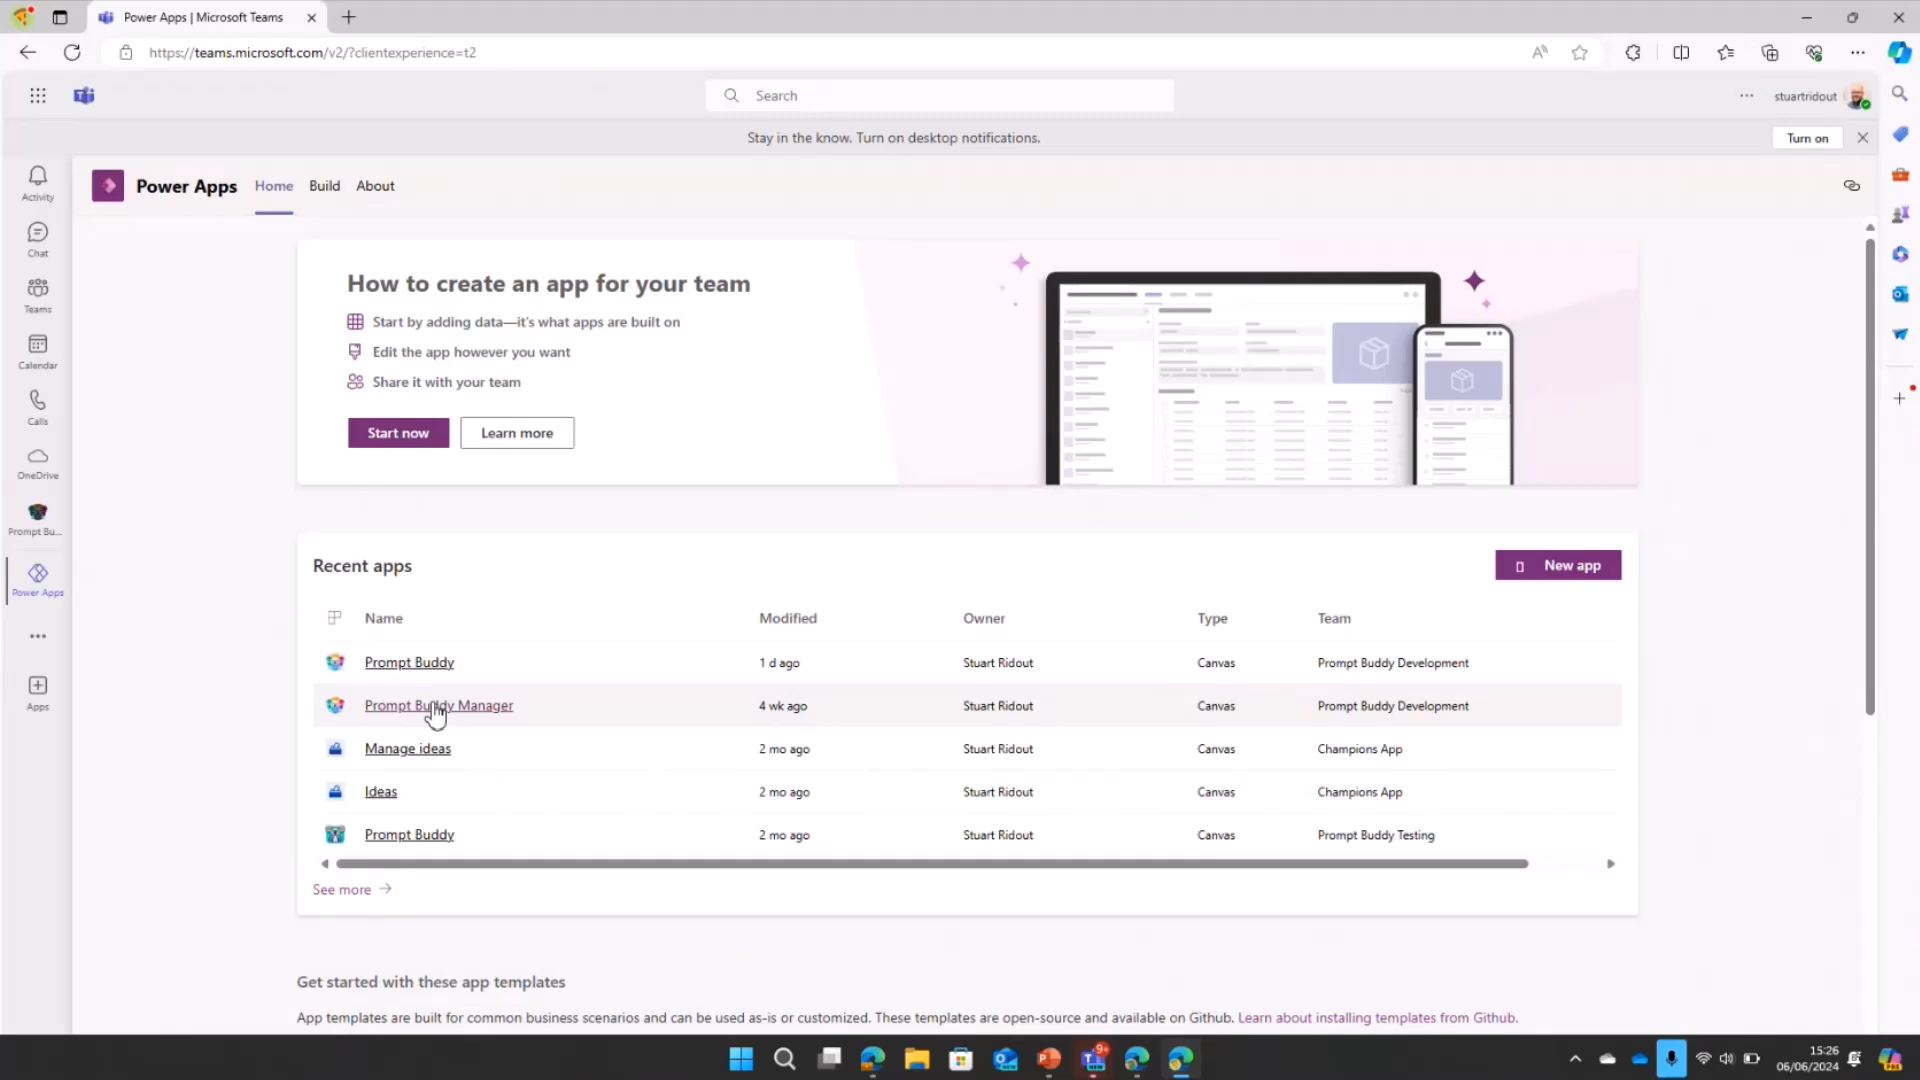 Power Apps | Microsoft Teams
https://teams.microsoft.com/v2/?clientexperience=t2
Search
stuartridout
Stay in the know. Turn on desktop notifications.
Turn on
Activity
Chat
Teams
Calendar
Calls
OneDrive
Prompt Bu...
Power Apps
Apps
Power Apps
Home
Build
About
How to create an app for your team
Start by adding data—it's what apps are built on
Edit the app however you want
Share it with your team
Start now
Learn more
Recent apps
New app
Name Modified Owner Type Team
Prompt Buddy 1 d ago Stuart Ridout Canvas Prompt Buddy Development
Prompt Buddy Manager 4 wk ago Stuart Ridout Canvas Prompt Buddy Development
Manage ideas 2 mo ago Stuart Ridout Canvas Champions App
Ideas 2 mo ago Stuart Ridout Canvas Champions App
Prompt Buddy 2 mo ago Stuart Ridout Canvas Prompt Buddy Testing
See more
Get started with these app templates
App templates are built for common business scenarios and can be used as-is or customized. These templates are open-source and available on Github. Learn about installing templates from Github.
9+
15:26
06/06/2024